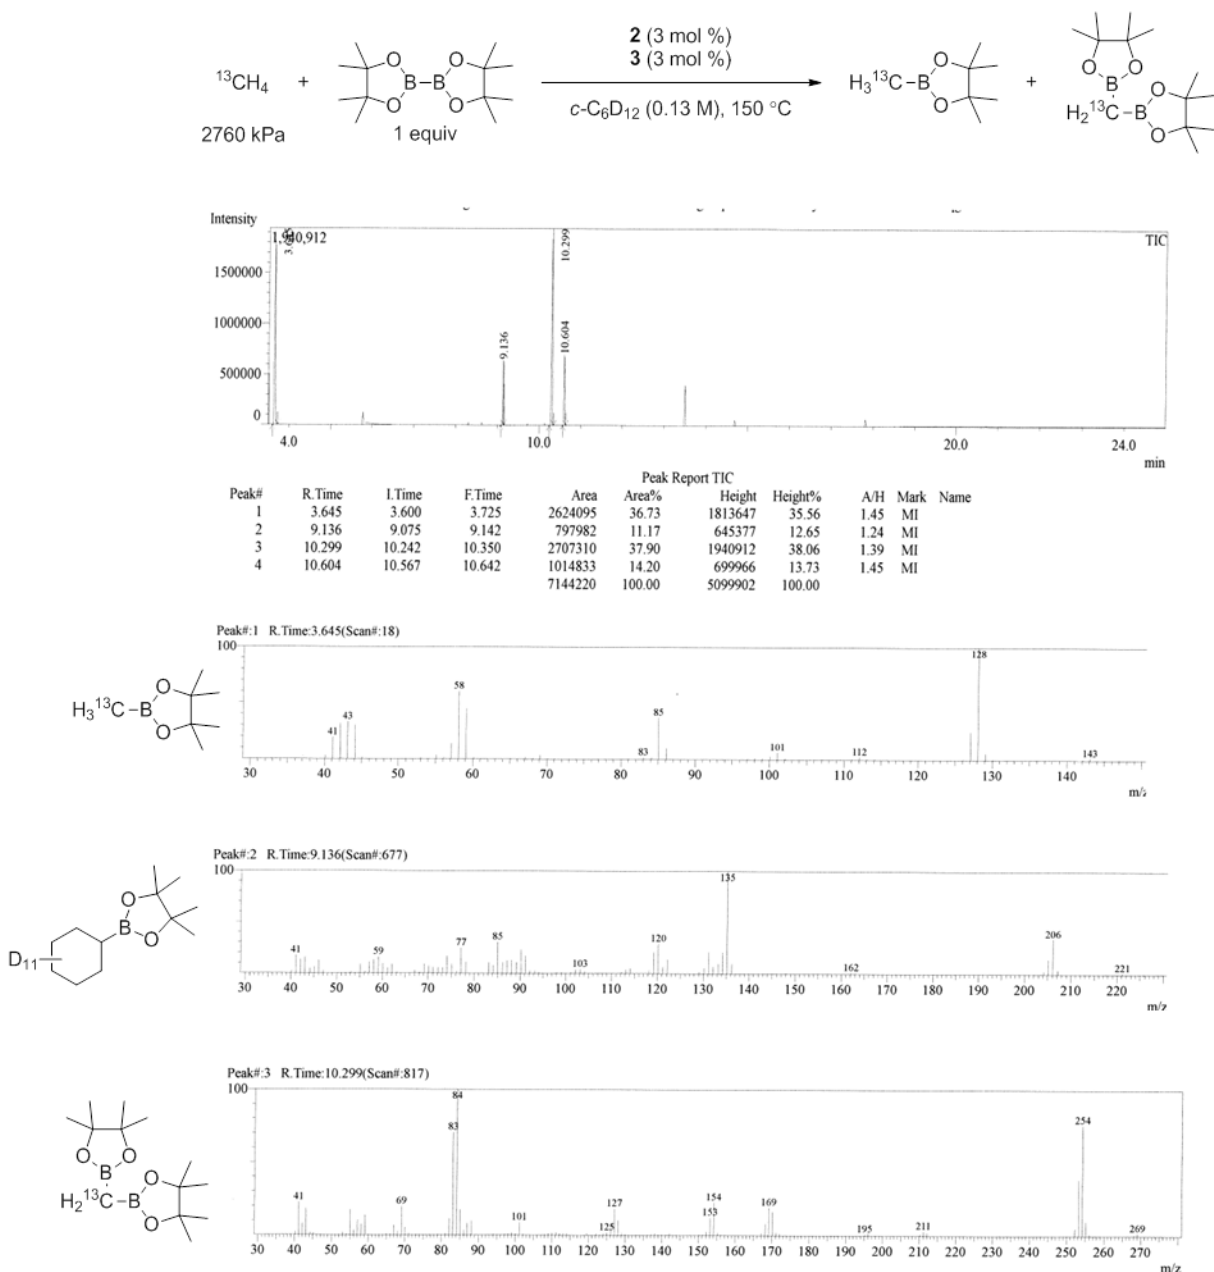 2 (3 mol %)
3 (3 mol %)
¹³CH₄ + O O B B O O H₃¹³C B O O + O O B H₂¹³C B O O
c-C₆D₁₂ (0.13 M), 150 °C
2760 kPa 1 equiv
Intensity
1,940,912 TIC
3.645 10.299
1500000
1000000
9.136 10.604
500000
0
4.0 10.0 20.0 24.0
min
Peak Report TIC
Peak# R.Time I.Time F.Time Area Area% Height Height% A/H Mark Name
1 3.645 3.600 3.725 2624095 36.73 1813647 35.56 1.45 MI
2 9.136 9.075 9.142 797982 11.17 645377 12.65 1.24 MI
3 10.299 10.242 10.350 2707310 37.90 1940912 38.06 1.39 MI
4 10.604 10.567 10.642 1014833 14.20 699966 13.73 1.45 MI
7144220 100.00 5099902 100.00
Peak#:1 R.Time:3.645(Scan#:18)
100
H₃¹³C B O O
41 43 58 83 85 101 112 128 143
30 40 50 60 70 80 90 100 110 120 130 140
m/z
Peak#:2 R.Time:9.136(Scan#:677)
100
D₁₁ B O O
41 59 77 85 103 120 135 162 206 221
30 40 50 60 70 80 90 100 110 120 130 140 150 160 170 180 190 200 210 220
m/z
Peak#:3 R.Time:10.299(Scan#:817)
100
O O B H₂¹³C B O O
41 69 83 84 101 125 127 153 154 169 195 211 254 269
30 40 50 60 70 80 90 100 110 120 130 140 150 160 170 180 190 200 210 220 230 240 250 260 270
m/z